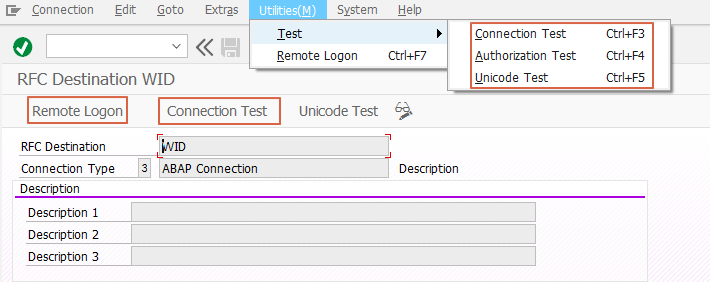 Connection Edit Goto Extras Utilities(M) System Help
Test
Remote Logon Ctrl+F7
Connection Test Ctrl+F3
Authorization Test Ctrl+F4
Unicode Test Ctrl+F5
RFC Destination WID
Remote Logon Connection Test Unicode Test
RFC Destination WID
Connection Type 3 ABAP Connection Description
Description
Description 1
Description 2
Description 3